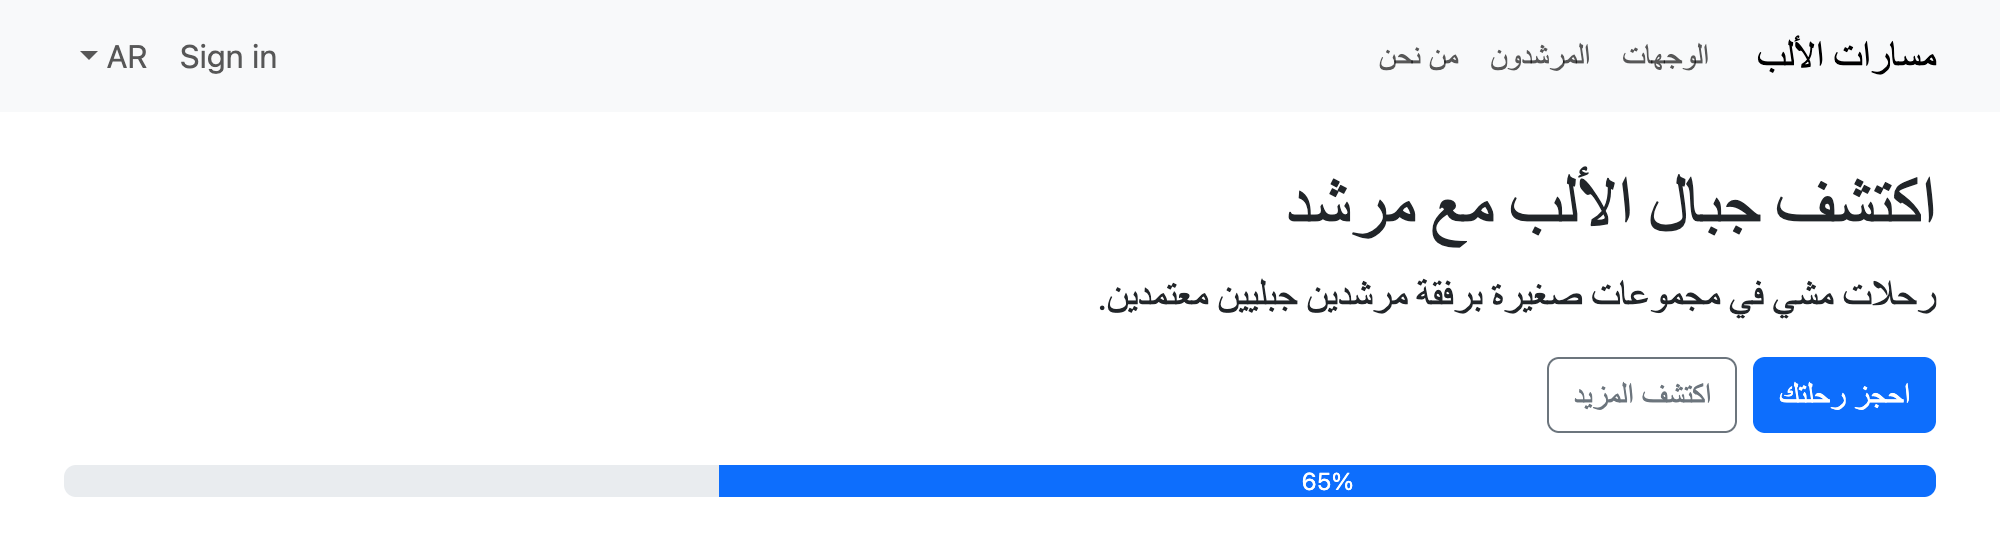 مسارات الألب الوجهات المرشدون من نحن Sign in AR
اكتشف جبال الألب مع مرشد
رحلات مشي في مجموعات صغيرة برفقة مرشدين جبليين معتمدين.
احجز رحلتك اكتشف المزيد
65%